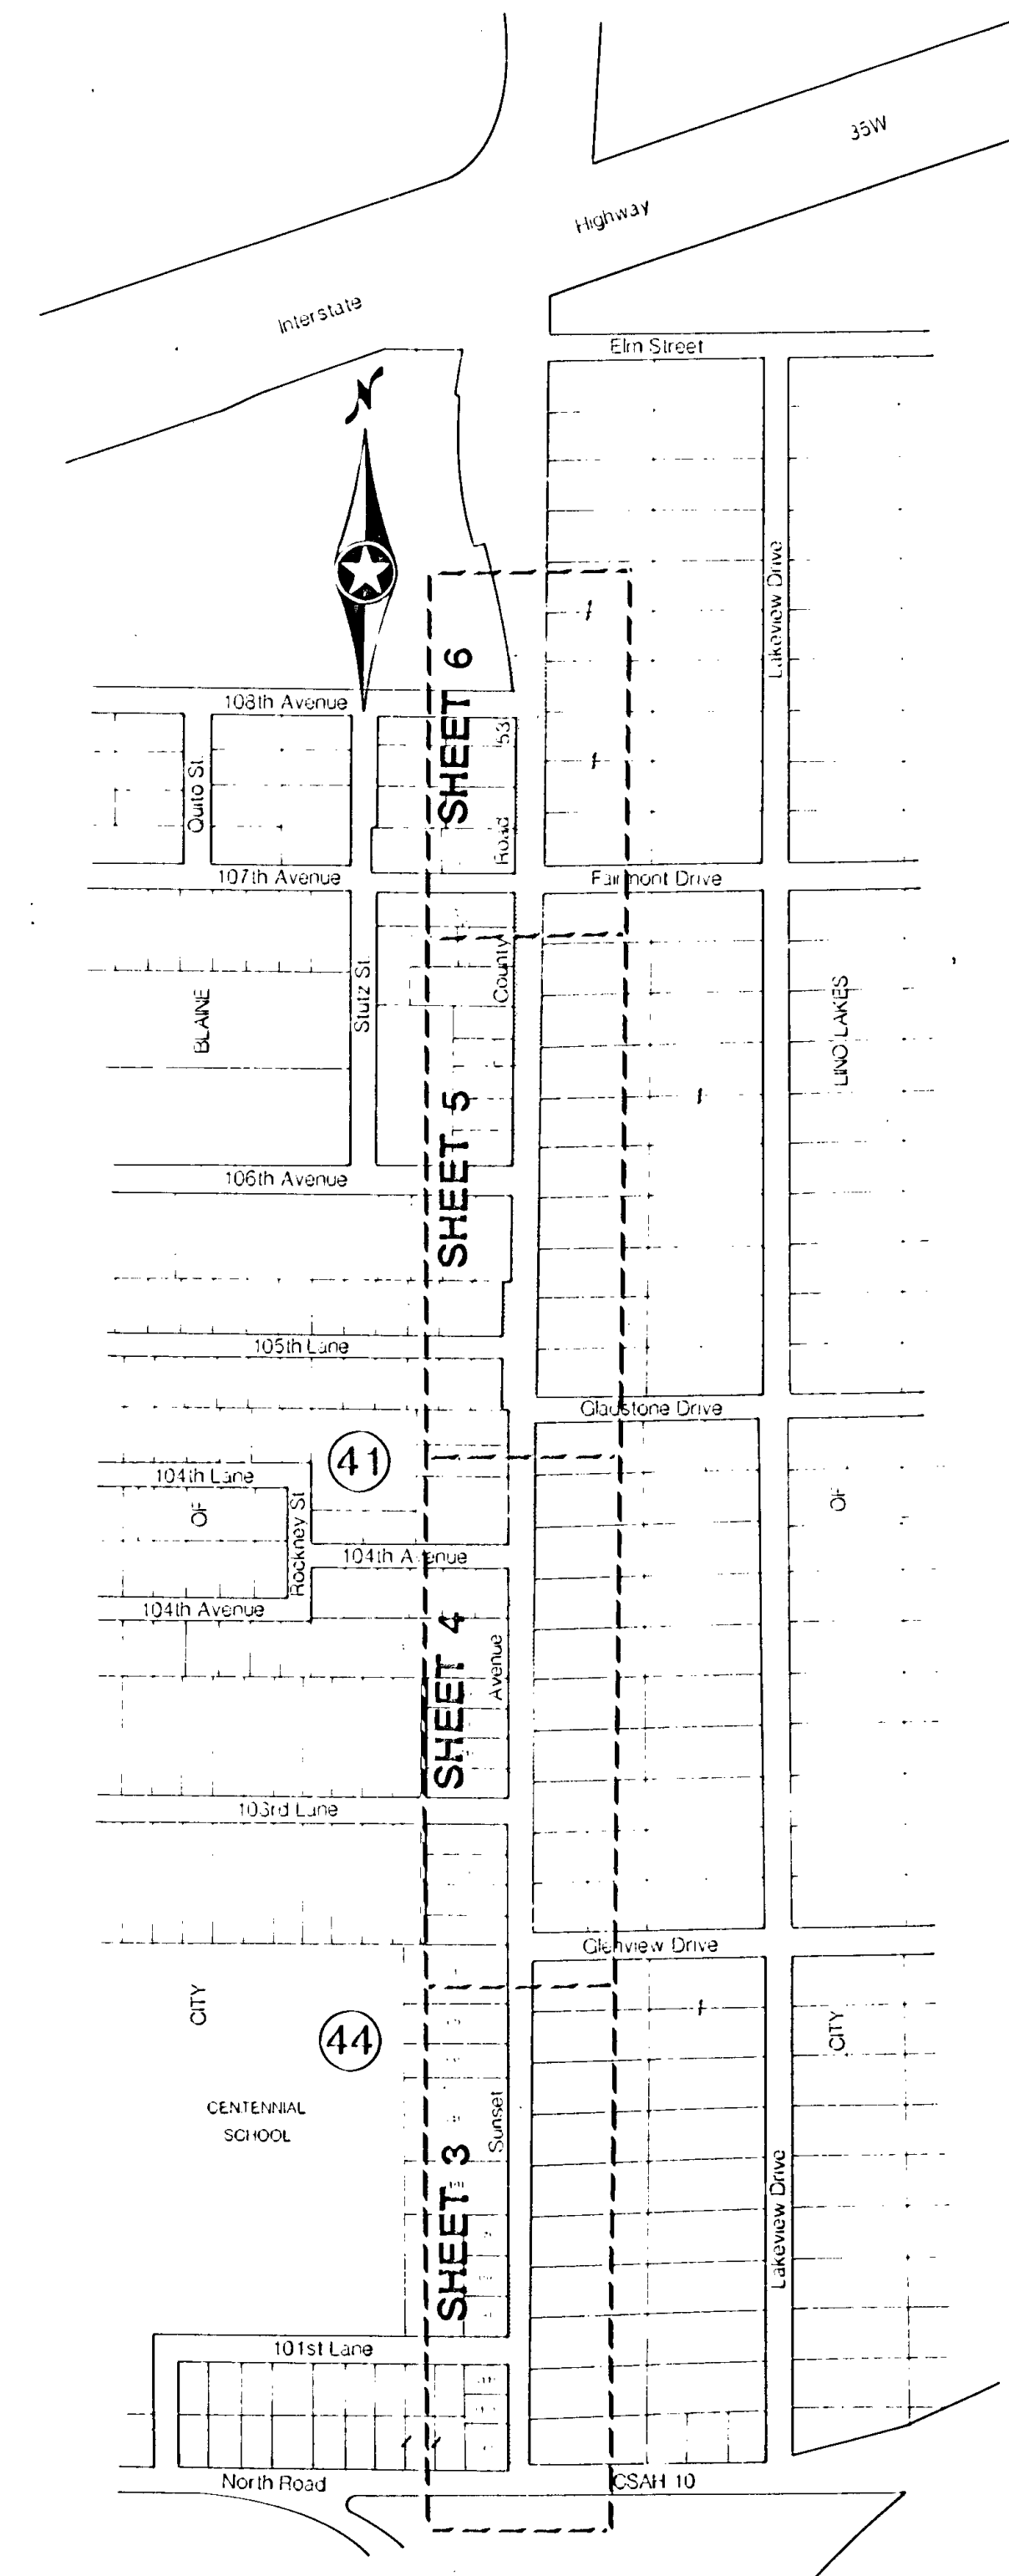 35W
Highway
Interstate
Elm Street
N
Lakeview Drive
SHEET 6
108th Avenue
53
Quito St.
Road
107th Avenue
Fairmont Drive
County
Stutz St.
BLAINE
LINO LAKES
SHEET 5
106th Avenue
105th Lane
Gladstone Drive
41
104th Lane
OF
OF
Rockney St
104th Avenue
104th Avenue
SHEET 4
Avenue
103rd Lane
Glenview Drive
CITY
CITY
44
CENTENNIAL
SCHOOL
Sunset
SHEET 3
Lakeview Drive
101st Lane
North Road
CSAH 10